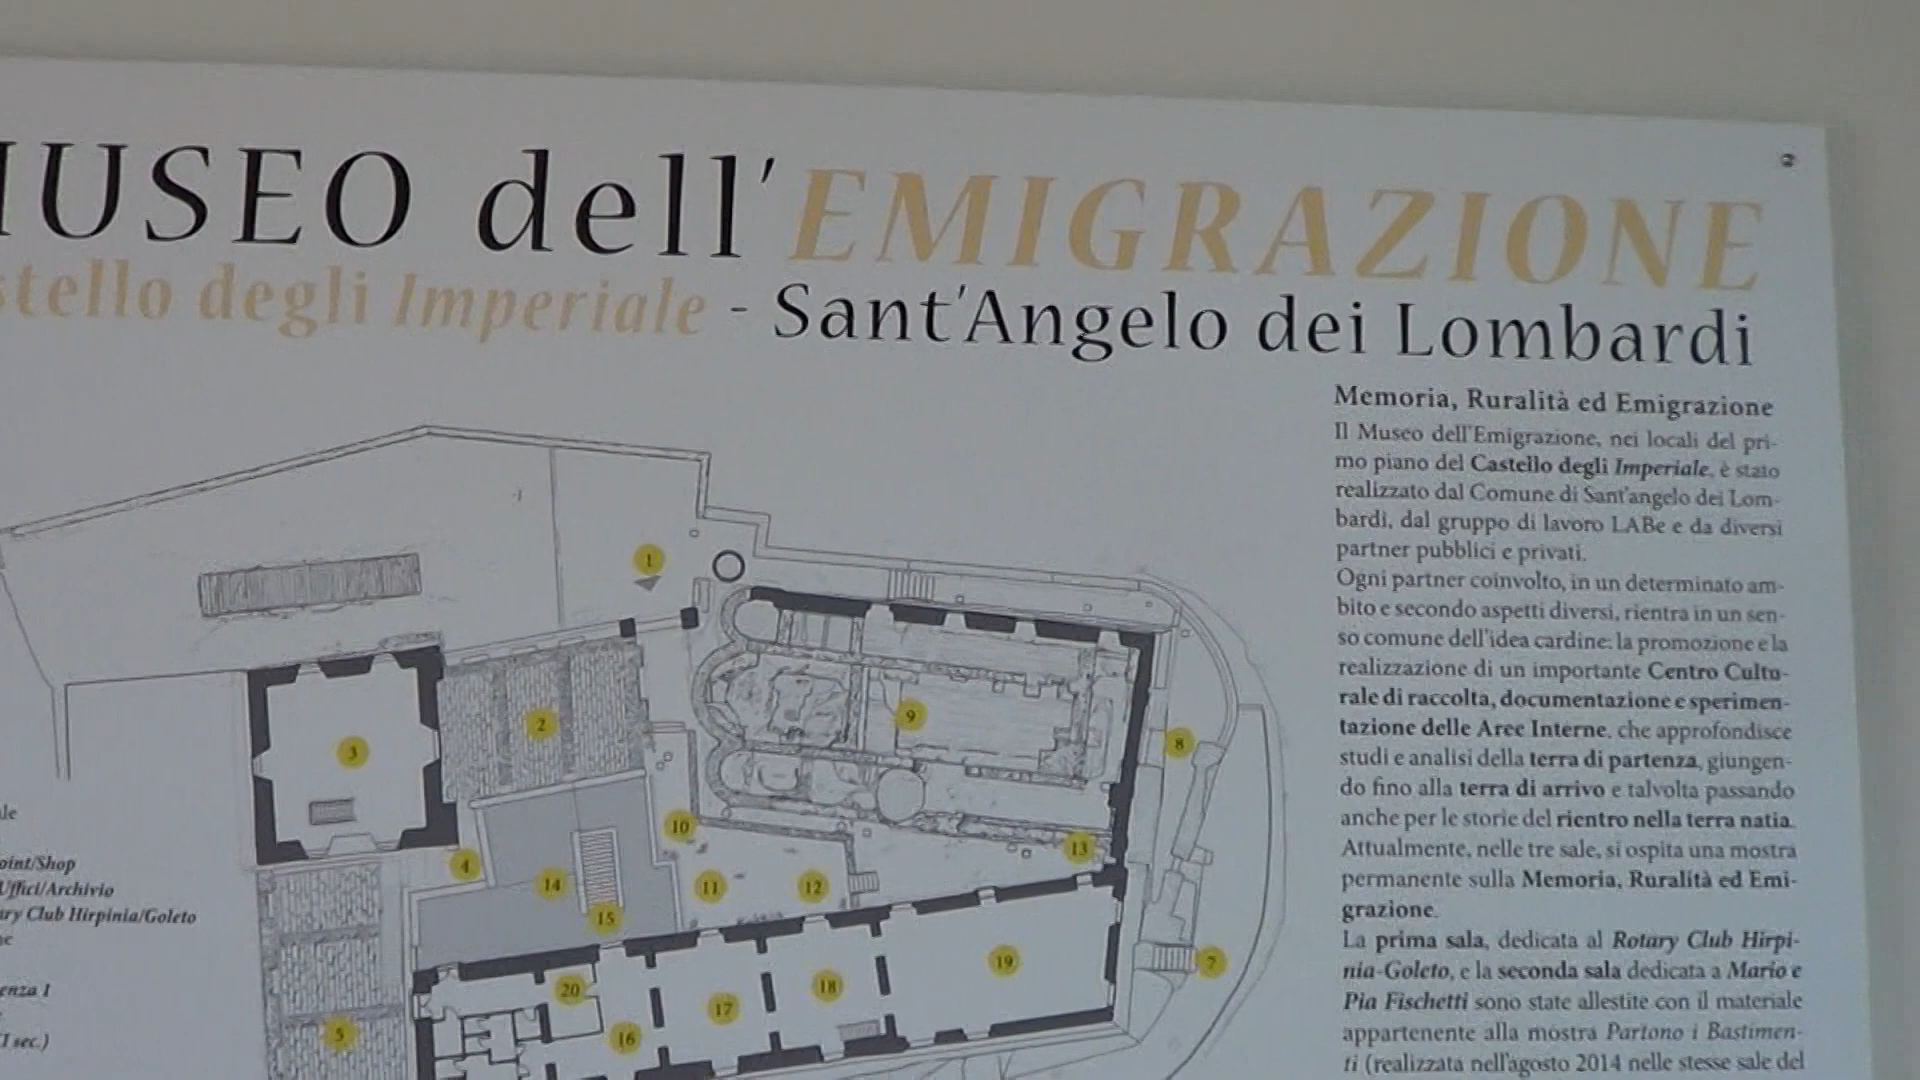 MUSEO dell'EMIGRAZIONE
degli Imperiale - Sant'Angelo dei Lombardi
Memoria, Ruralità ed Emigrazione
Il Museo dell'Emigrazione, nei locali del pri-
mo piano del Castello degli Imperiale, è stato
realizzato dal Comune di Sant'angelo dei Lom-
bardi, dal gruppo di lavoro LABe e da diversi
partner pubblici e privati.
Ogni partner coinvolto, in un determinato am-
bito e secondo aspetti diversi, rientra in un sen-
so comune dell'idea cardine: la promozione e la
realizzazione di un importante Centro Cultu-
rale di raccolta, documentazione e sperimen-
tazione delle Aree Interne, che approfondisce
studi e analisi della terra di partenza, giungen-
do fino alla terra di arrivo e talvolta passando
anche per le storie del rientro nella terra natia.
Attualmente, nelle tre sale, si ospita una mostra
permanente sulla Memoria, Ruralità ed Emi-
grazione.
La prima sala, dedicata al Rotary Club Hirpi-
nia-Goleto, e la seconda sala dedicata a Mario e
Pia Fischetti sono state allestite con il materiale
appartenente alla mostra Partono i Bastimen-
ti (realizzata nell'agosto 2014 nelle stesse sale del
1
2
3
9
8
10
4
14
11
12
13
15
20
16
17
18
19
7
5
/Shop
Uffici/Archivio
Club Hirpinia/Goleto
1
sec.)